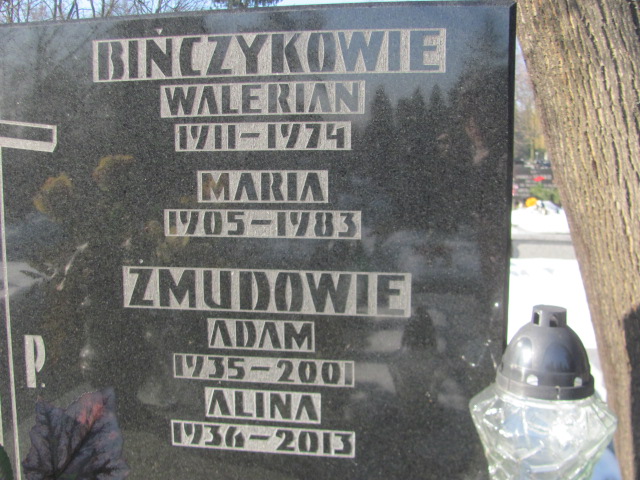 BIŃCZYKOWIE
WALERIAN
1911-1974
MARIA
1905-1983
ZMUDOWIE
ADAM
1935-2001
P.
ALINA
1936-2013